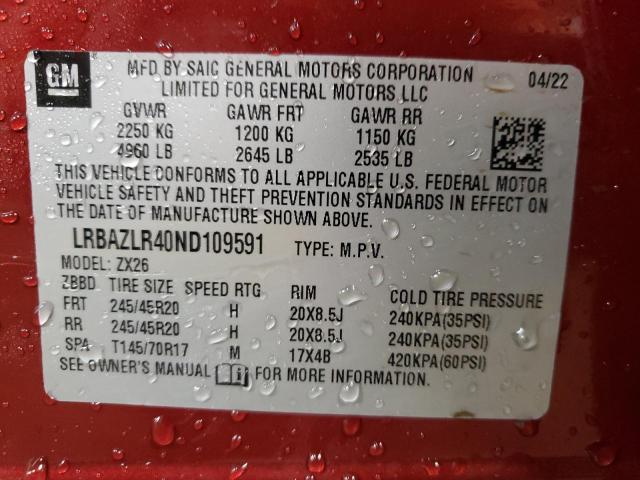 GM
MFD BY SAIC GENERAL MOTORS CORPORATION 04/22
LIMITED FOR GENERAL MOTORS LLC
GVWR GAWR FRT GAWR RR
2250 KG 1200 KG 1150 KG
4960 LB 2645 LB 2535 LB
THIS VEHICLE CONFORMS TO ALL APPLICABLE U.S. FEDERAL MOTOR
VEHICLE SAFETY AND THEFT PREVENTION STANDARDS IN EFFECT ON
THE DATE OF MANUFACTURE SHOWN ABOVE.
LRBAZLR40ND109591 TYPE: M.P.V.
MODEL: ZX26
ZBBD TIRE SIZE SPEED RTG RIM COLD TIRE PRESSURE
FRT 245/45R20 H 20X8.5J 240KPA(35PSI)
RR 245/45R20 H 20X8.5J 240KPA(35PSI)
SPA T145/70R17 M 17X4B 420KPA(60PSI)
SEE OWNER'S MANUAL FOR MORE INFORMATION.